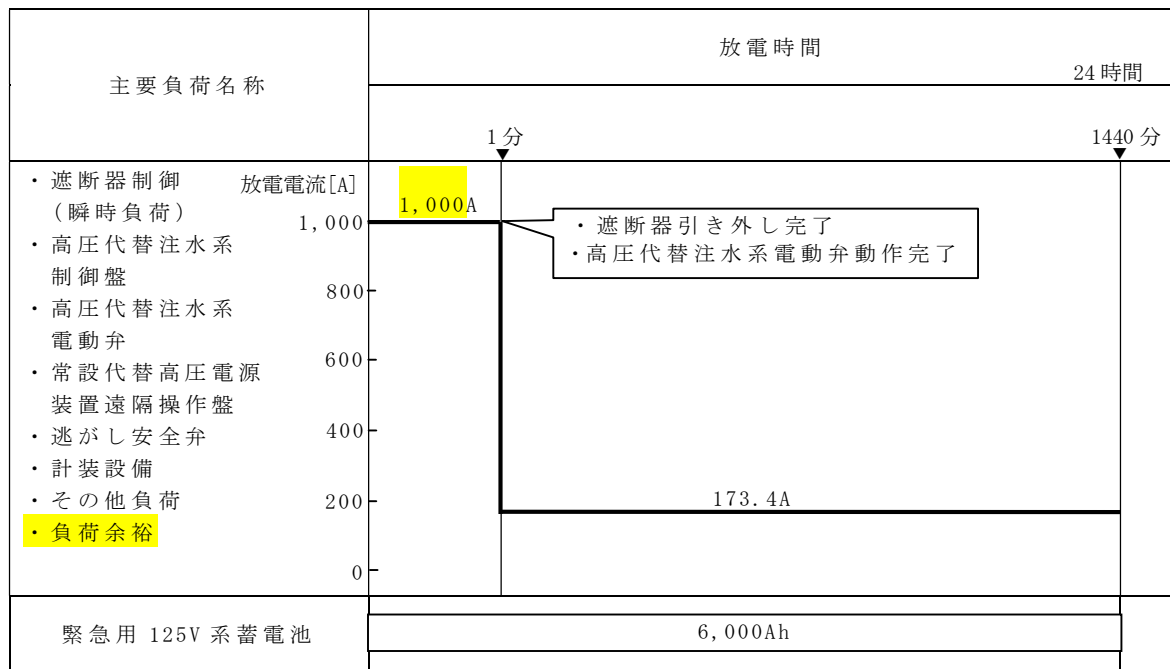 主要負荷名称
放電時間
24時間
1分
1440分
・遮断器制御
（瞬時負荷）
・高圧代替注水系
制御盤
・高圧代替注水系
電動弁
・常設代替高圧電源
装置遠隔操作盤
・逃がし安全弁
・計装設備
・その他負荷
・負荷余裕
放電電流[A]
1,000
800
600
400
200
0
1,000A
・遮断器引き外し完了
・高圧代替注水系電動弁動作完了
173.4A
緊急用125V系蓄電池
6,000Ah